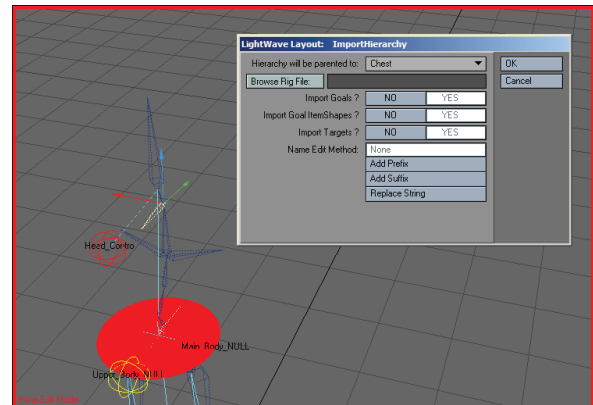 LightWave Layout: ImportHierarchy
Hierarchy will be parented to: Chest OK
Browse Rig File: Cancel
Import Goals ? NO YES
Import Goal ItemShapes ? NO YES
Import Targets ? NO YES
Name Edit Method: None
Add Prefix
Add Suffix
Replace String
Head_Contro
Main_Body_NULL
Upper_Body_NULL